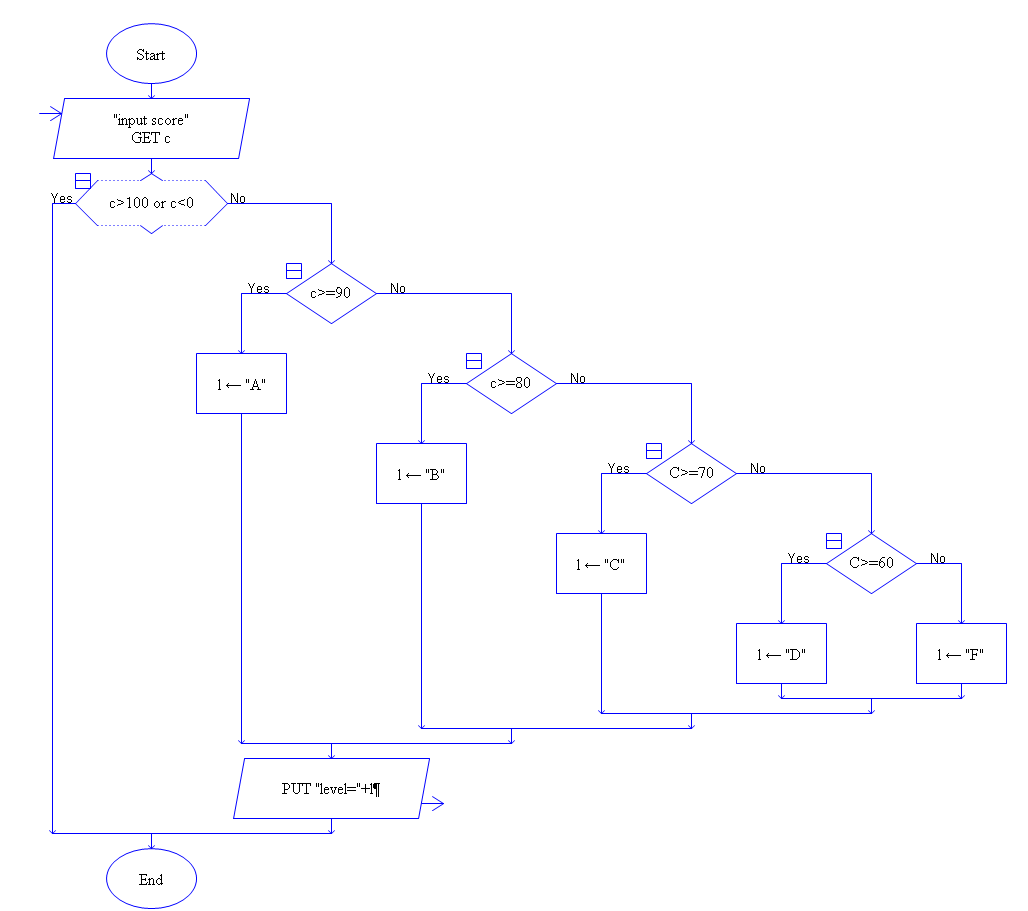 Start
"input score"
GET c
Yes
c>100 or c<0
No
Yes
c>=90
No
l ← "A"
Yes
c>=80
No
l ← "B"
Yes
C>=70
No
l ← "C"
Yes
C>=60
No
l ← "D"
l ← "F"
PUT "level="+l¶
End